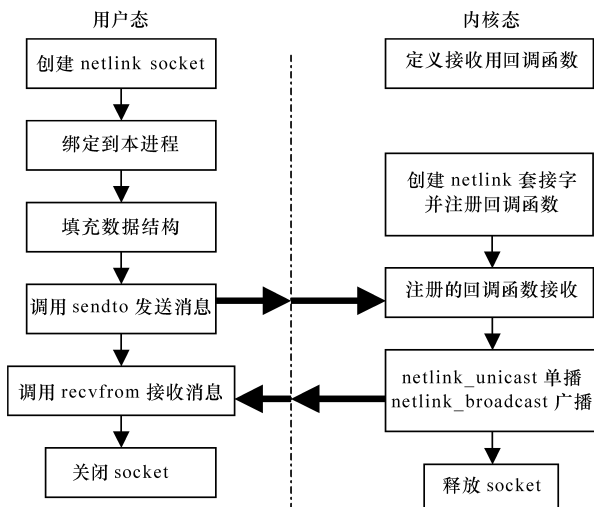 用户态
创建 netlink socket
绑定到本进程
填充数据结构
调用 sendto 发送消息
调用 recvfrom 接收消息
关闭 socket
内核态
定义接收用回调函数
创建 netlink 套接字
并注册回调函数
注册的回调函数接收
netlink_unicast 单播
netlink_broadcast 广播
释放 socket